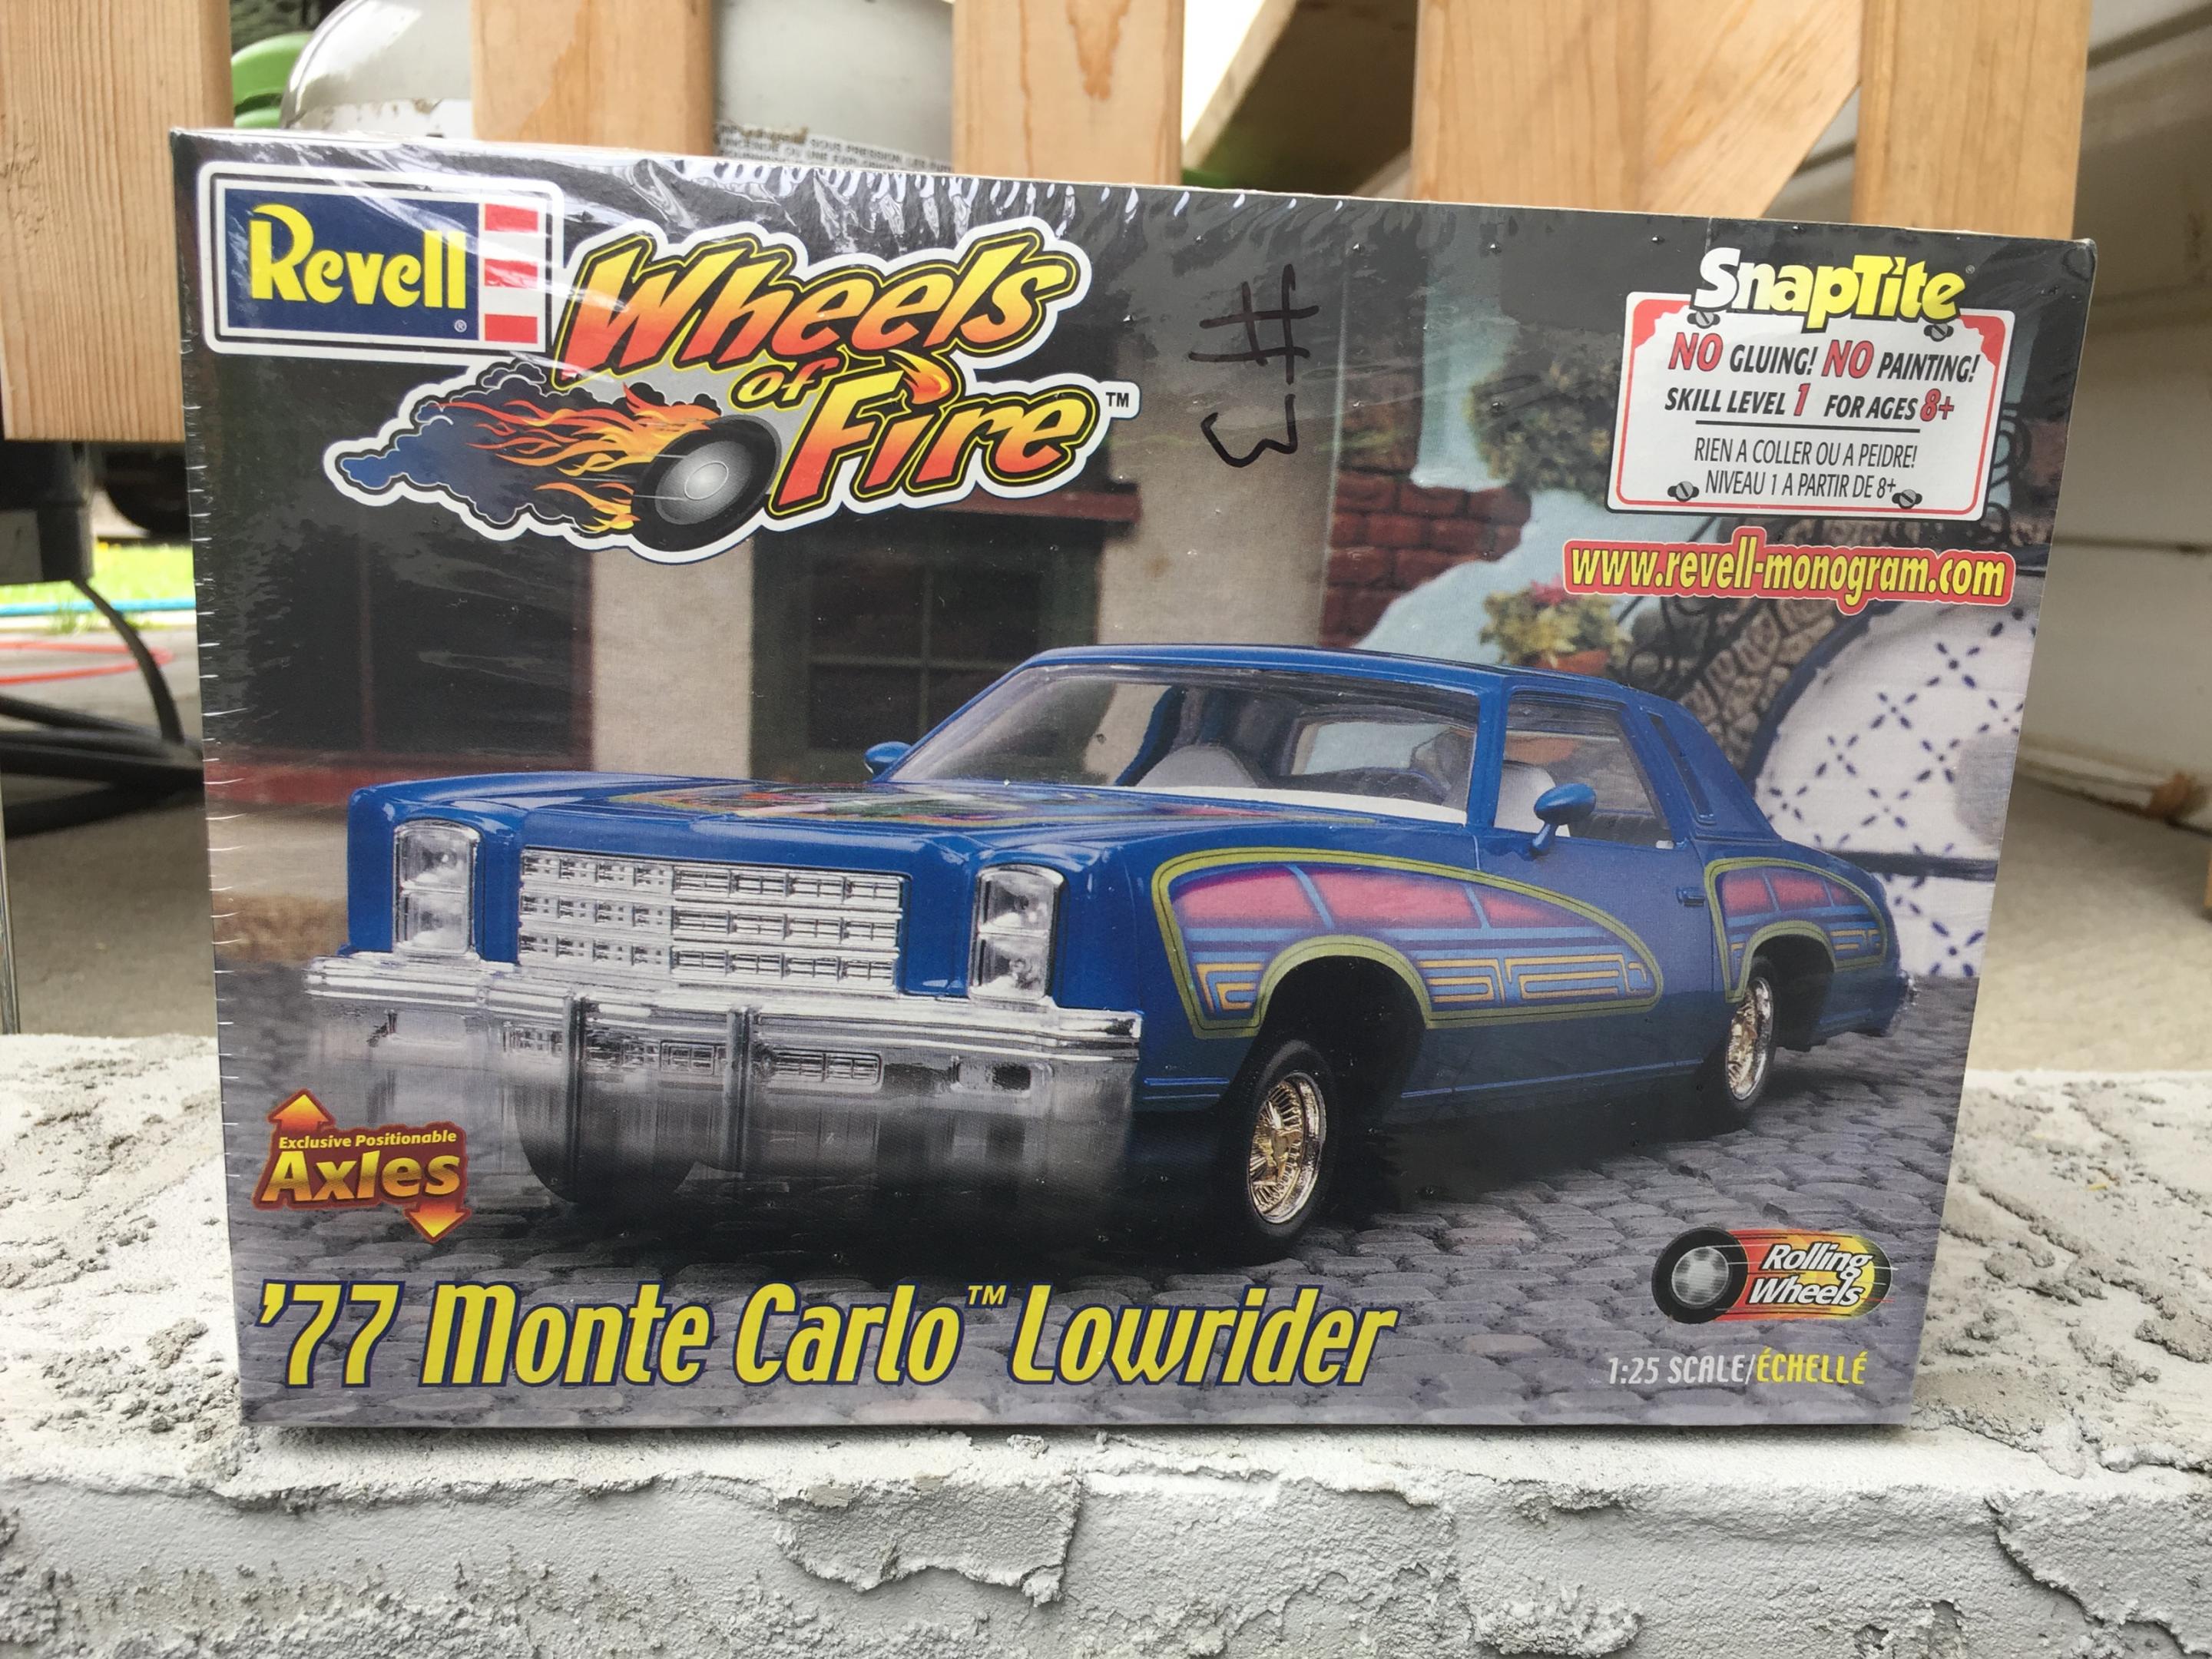 Revell®
Wheels
of
Fire™
#3
SnapTite®
NO GLUING! NO PAINTING!
SKILL LEVEL 1 FOR AGES 8+
RIEN A COLLER OU A PEIDRE!
NIVEAU 1 A PARTIR DE 8+
www.revell-monogram.com
Exclusive Positionable
Axles
Rolling
Wheels
'77 Monte Carlo™ Lowrider
1:25 SCALE/ÉCHELLÉ